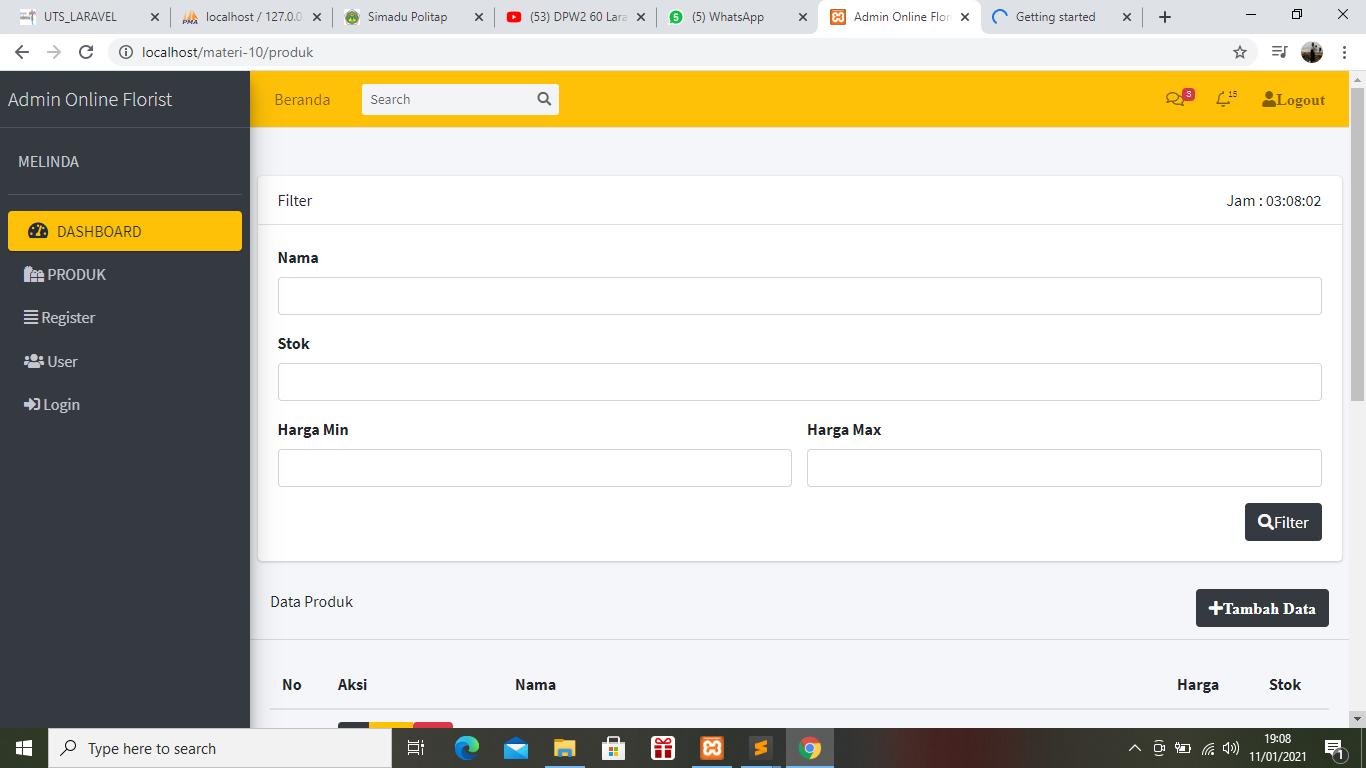 UTS_LARAVEL
localhost / 127.0.0
Simadu Politap
(53) DPW2 60 Lara
(5) WhatsApp
Admin Online Flor
Getting started
localhost/materi-10/produk
Admin Online Florist
Beranda
Search
3
15
Logout
MELINDA
DASHBOARD
PRODUK
Register
User
Login
Filter
Jam : 03:08:02
Nama
Stok
Harga Min
Harga Max
Filter
Data Produk
Tambah Data
No Aksi Nama Harga Stok
Type here to search
19:08
11/01/2021
1